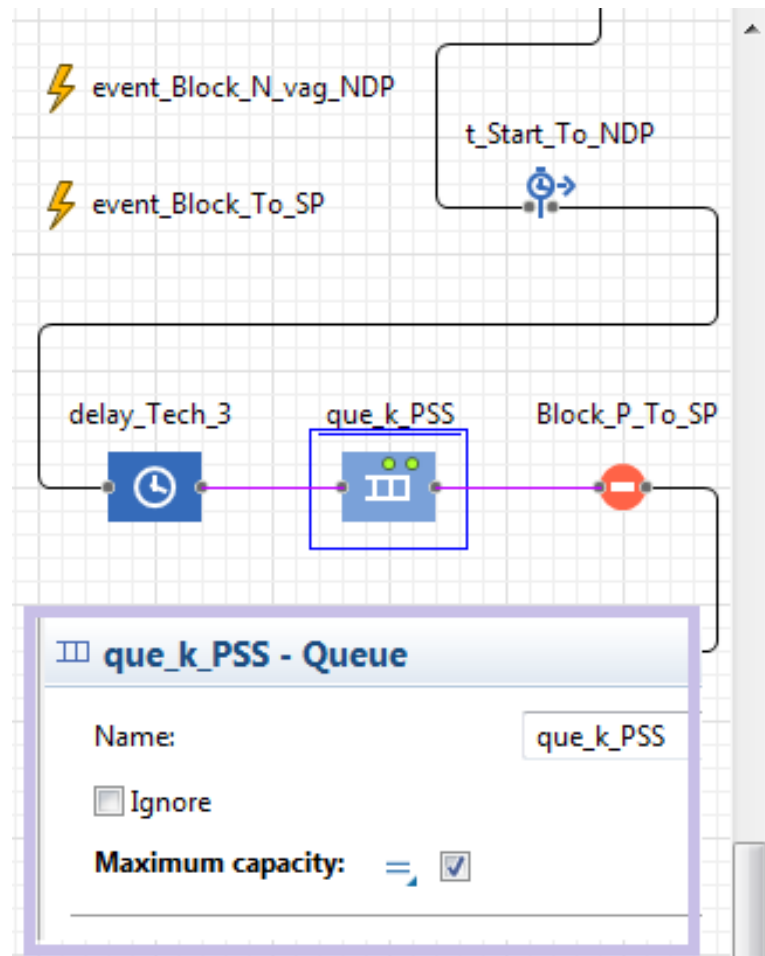 event_Block_N_vag_NDP
t_Start_To_NDP
event_Block_To_SP
delay_Tech_3
que_k_PSS
Block_P_To_SP
que_k_PSS - Queue
Name:
que_k_PSS
Ignore
Maximum capacity: